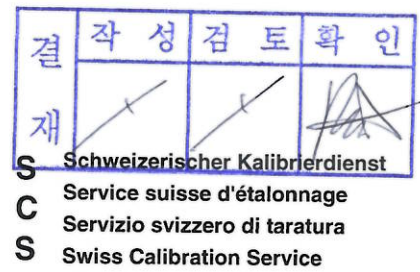 결재 작성 검토 확인
S Schweizerischer Kalibrierdienst
C Service suisse d'étalonnage
Servizio svizzero di taratura
S Swiss Calibration Service